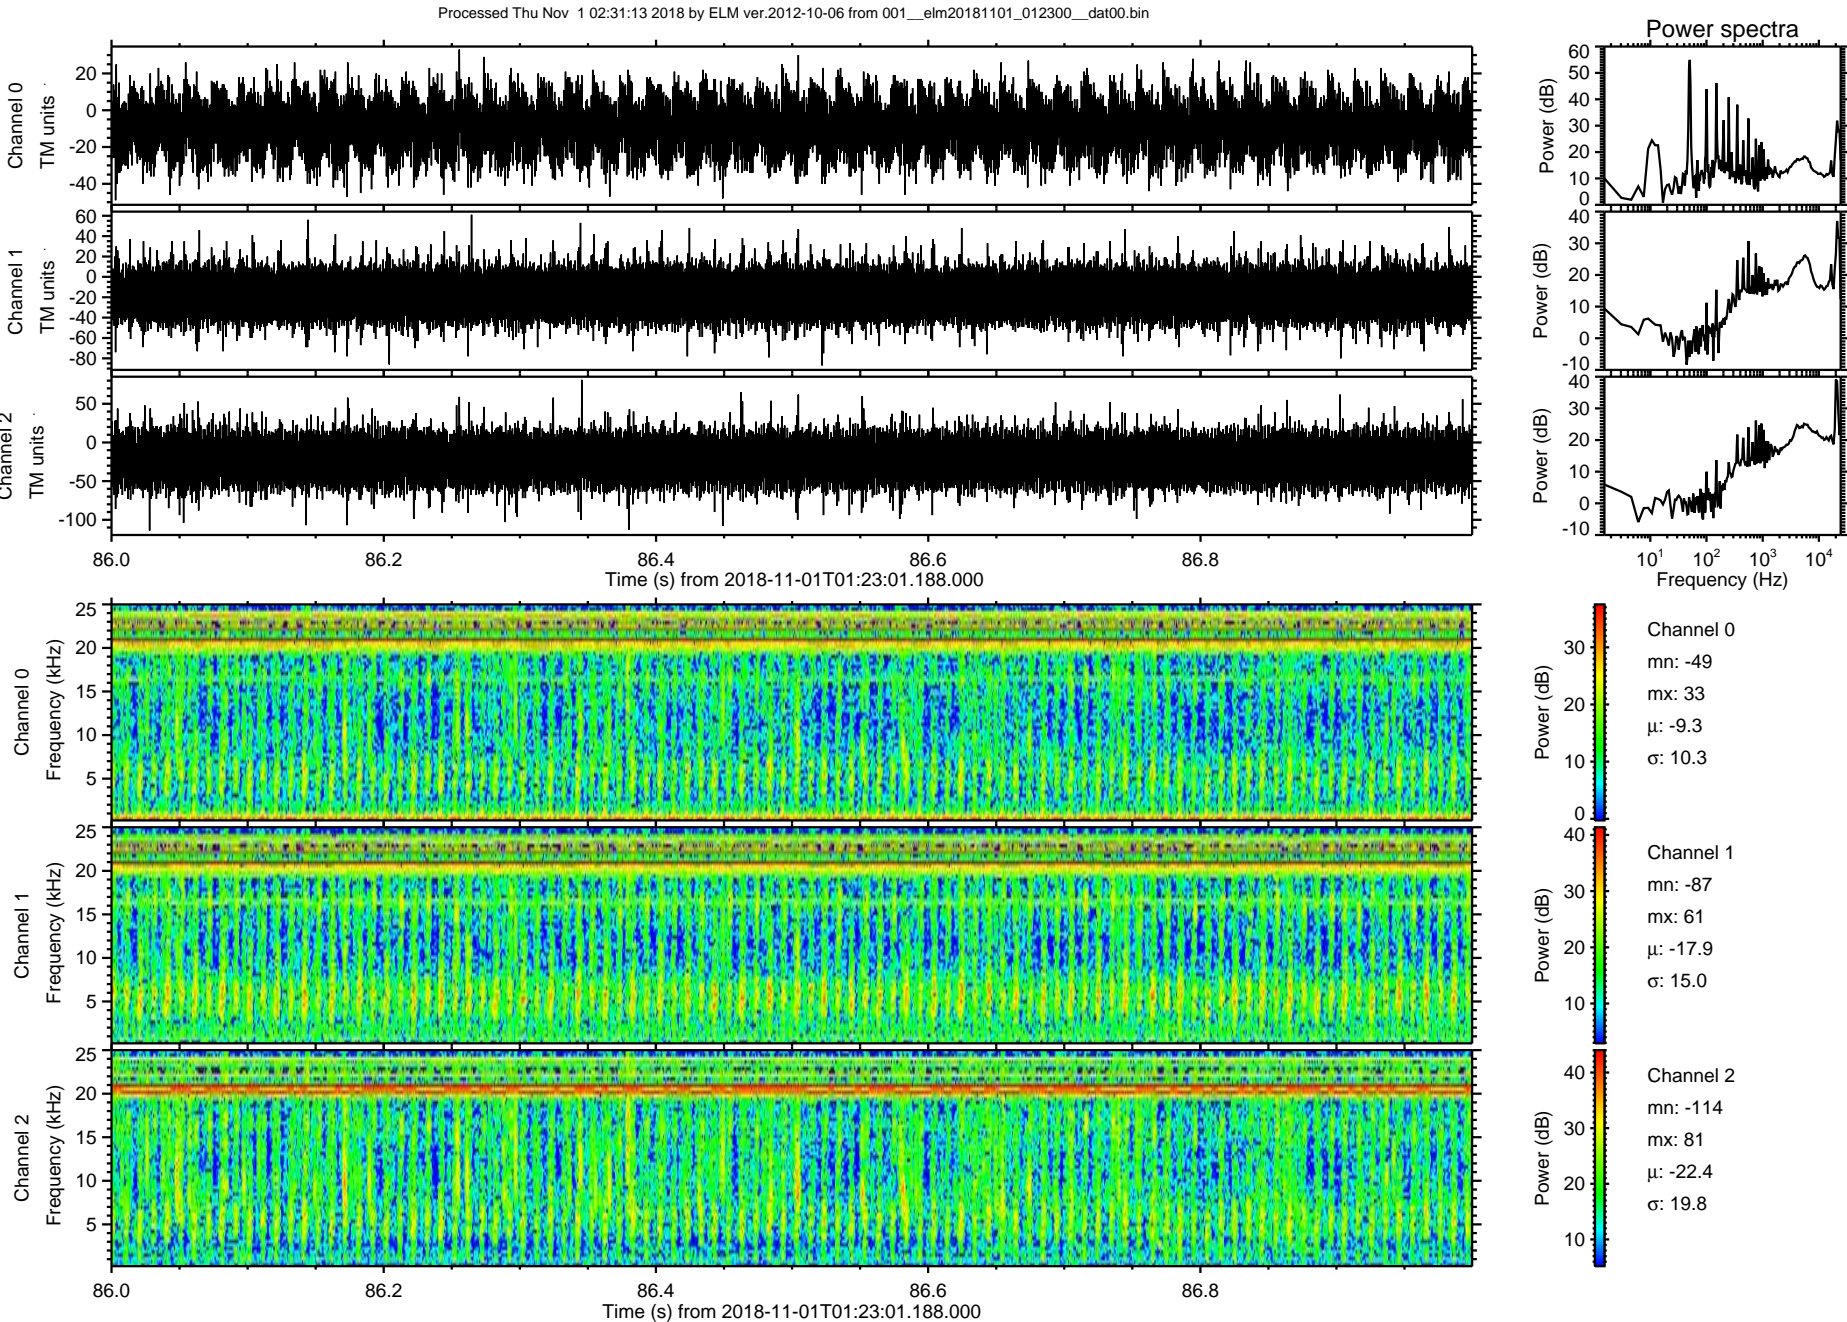 Processed Thu Nov  1 02:31:13 2018 by ELM ver.2012-10-06 from 001__elm20181101_012300__dat00.bin
Power spectra
Channel 0
TM units
20
0
-20
-40
Power (dB)
60
50
40
30
20
10
0
Channel 1
TM units
60
40
20
0
-20
-40
-60
-80
Power (dB)
40
30
20
10
0
-10
Channel 2
TM units
50
0
-50
-100
Power (dB)
40
30
20
10
0
-10
86.0 86.2 86.4 86.6 86.8
Time (s) from 2018-11-01T01:23:01.188.000
10^1 10^2 10^3 10^4
Frequency (Hz)
Channel 0
Frequency (kHz)
25
20
15
10
5
Power (dB)
30
20
10
0
Channel 0
mn: -49
mx: 33
μ: -9.3
σ: 10.3
Channel 1
Frequency (kHz)
25
20
15
10
5
Power (dB)
40
30
20
10
Channel 1
mn: -87
mx: 61
μ: -17.9
σ: 15.0
Channel 2
Frequency (kHz)
25
20
15
10
5
Power (dB)
40
30
20
10
Channel 2
mn: -114
mx: 81
μ: -22.4
σ: 19.8
86.0 86.2 86.4 86.6 86.8
Time (s) from 2018-11-01T01:23:01.188.000